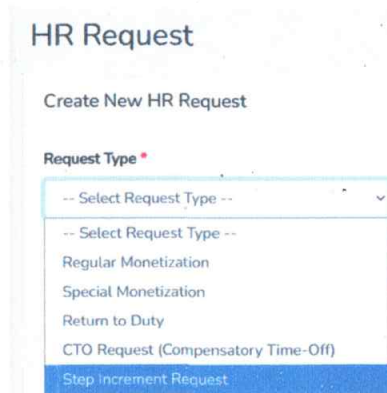 HR Request
Create New HR Request
Request Type *
-- Select Request Type --
-- Select Request Type --
Regular Monetization
Special Monetization
Return to Duty
CTO Request (Compensatory Time-Off)
Step Increment Request